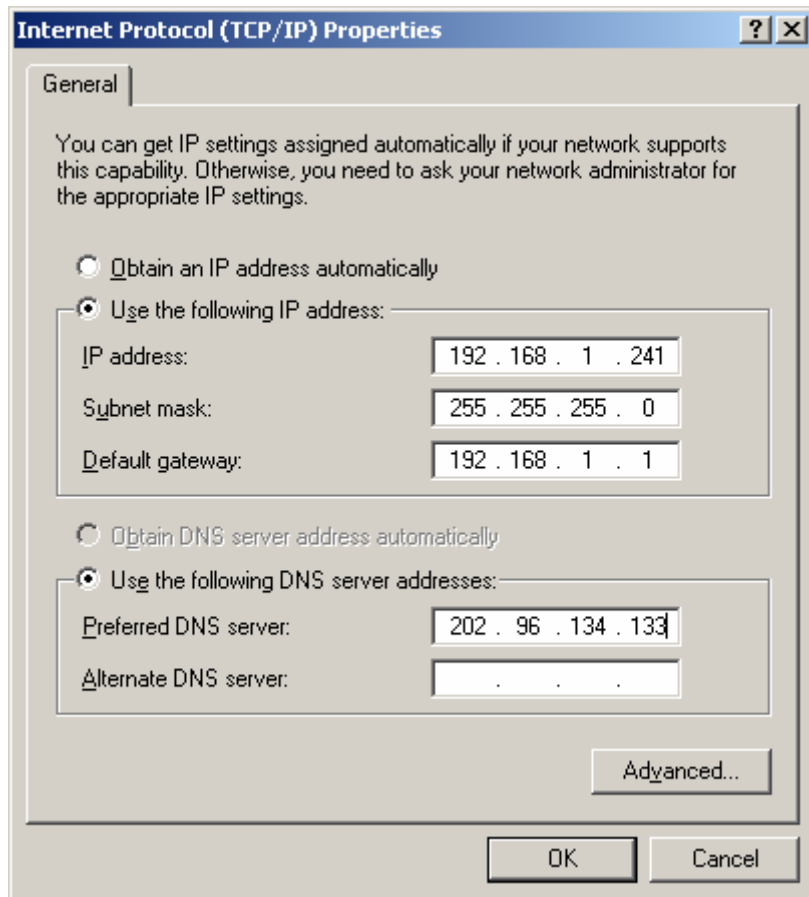 Internet Protocol (TCP/IP) Properties
General
You can get IP settings assigned automatically if your network supports
this capability. Otherwise, you need to ask your network administrator for
the appropriate IP settings.
Obtain an IP address automatically
Use the following IP address:
IP address: 192 . 168 . 1 . 241
Subnet mask: 255 . 255 . 255 . 0
Default gateway: 192 . 168 . 1 . 1
Obtain DNS server address automatically
Use the following DNS server addresses:
Preferred DNS server: 202 . 96 . 134 . 133
Alternate DNS server: . . .
Advanced...
OK Cancel